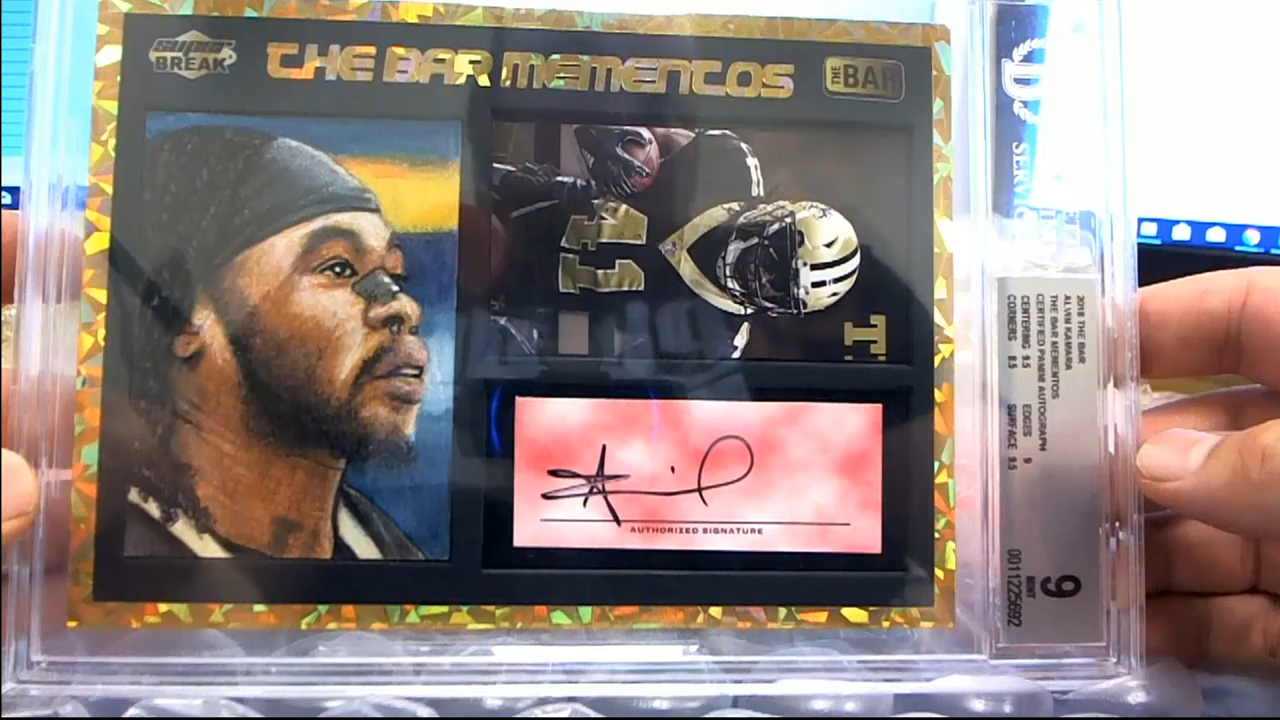 SUPER BREAK
THE BAR MEMENTOS
THE BAR
41
AUTHORIZED SIGNATURE
2018 THE BAR
ALVIN KAMARA
THE BAR MEMENTOS
CERTIFIED PANINI AUTOGRAPH
CENTERING 9.5 EDGES 9
CORNERS 8.5 SURFACE 9.5
9
MINT
0011225692